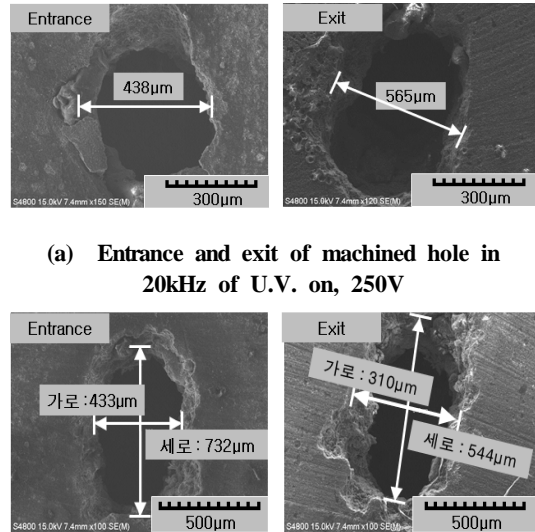 Entrance
438µm
300µm
S4800 15.0kV 7.4mm x150 SE(M)
Exit
565µm
300µm
S4800 15.0kV 7.4mm x120 SE(M)
(a) Entrance and exit of machined hole in
20kHz of U.V. on, 250V
Entrance
가로 : 433µm
세로 : 732µm
500µm
S4800 15.0kV 7.4mm x100 SE(M)
Exit
가로 : 310µm
세로 : 544µm
500µm
S4800 15.0kV 7.4mm x100 SE(M)